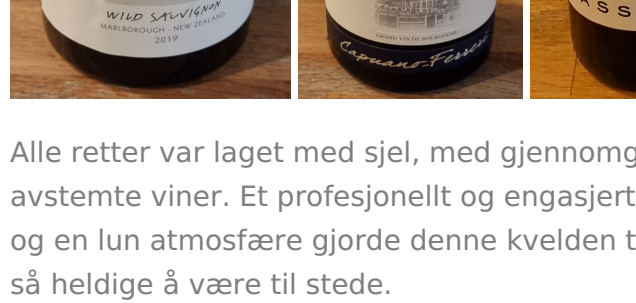 WILD SAUVIGNON
MARLBOROUGH - NEW ZEALAND
2019
GRAND VIN DE BOURGOGNE
Capuano-Ferreri
ASS
Alle retter var laget med sjel, med gjennomg
avstemte viner. Et profesjonellt og engasjert
og en lun atmosfære gjorde denne kvelden t
så heldige å være til stede.